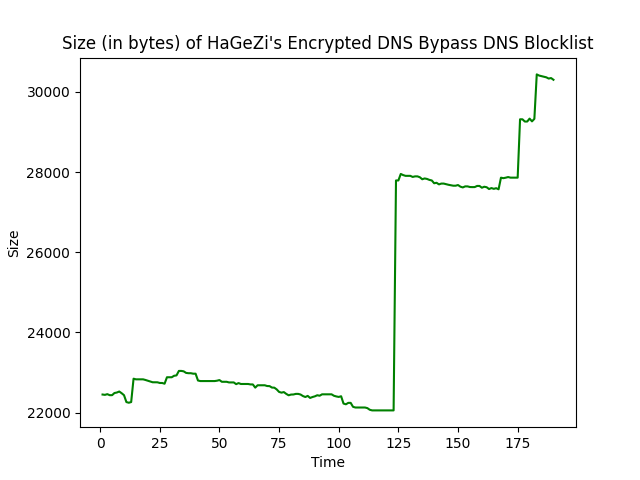 Size (in bytes) of HaGeZi's Encrypted DNS Bypass DNS Blocklist
30000
28000
26000
24000
22000
Size
0 25 50 75 100 125 150 175
Time